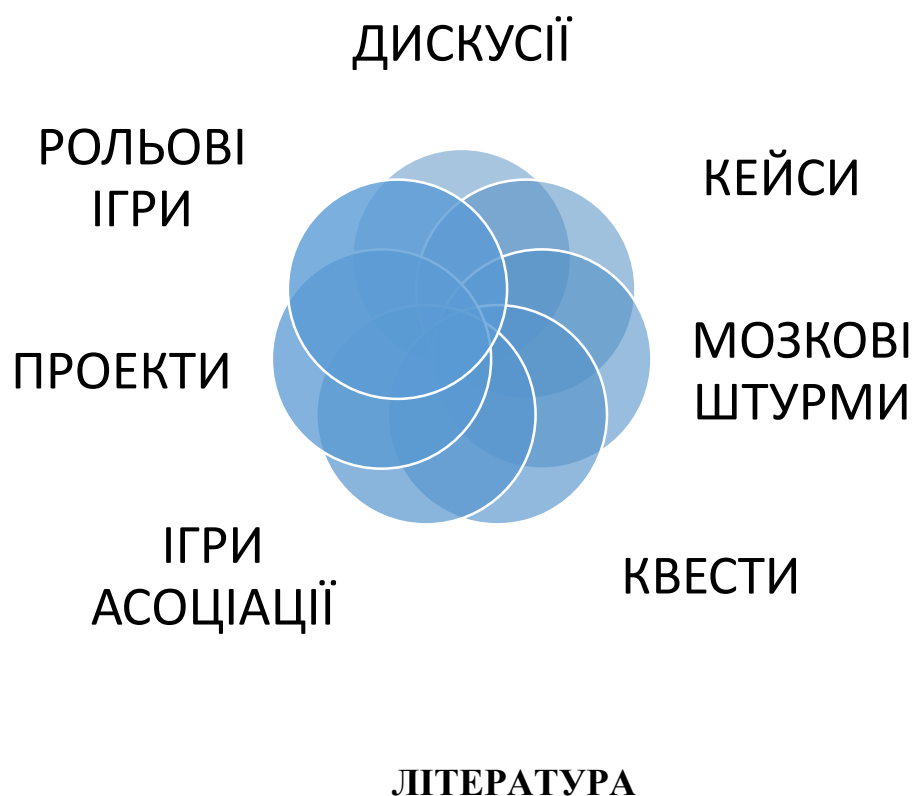 ДИСКУСІЇ
РОЛЬОВІ
ІГРИ
КЕЙСИ
МОЗКОВІ
ШТУРМИ
ПРОЕКТИ
ІГРИ
АСОЦІАЦІЇ
КВЕСТИ
ЛІТЕРАТУРА